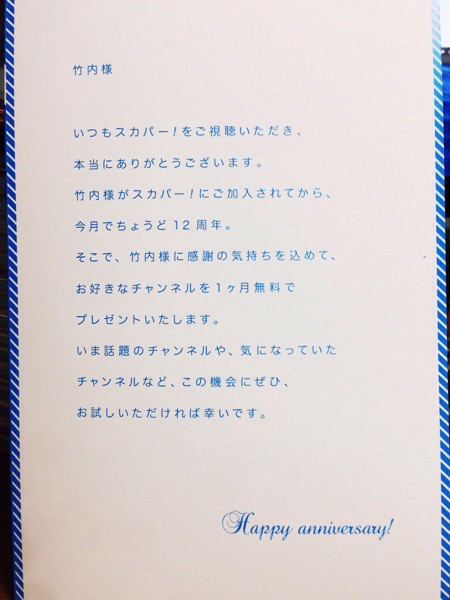 竹内様
いつもスカパー!をご視聴いただき、
本当にありがとうございます。
竹内様がスカパー!にご加入されてから、
今月でちょうど12周年。
そこで、竹内様に感謝の気持ちを込めて、
お好きなチャンネルを1ヶ月無料で
プレゼントいたします。
いま話題のチャンネルや、気になっていた
チャンネルなど、この機会にぜひ、
お試しいただければ幸いです。
Happy anniversary!